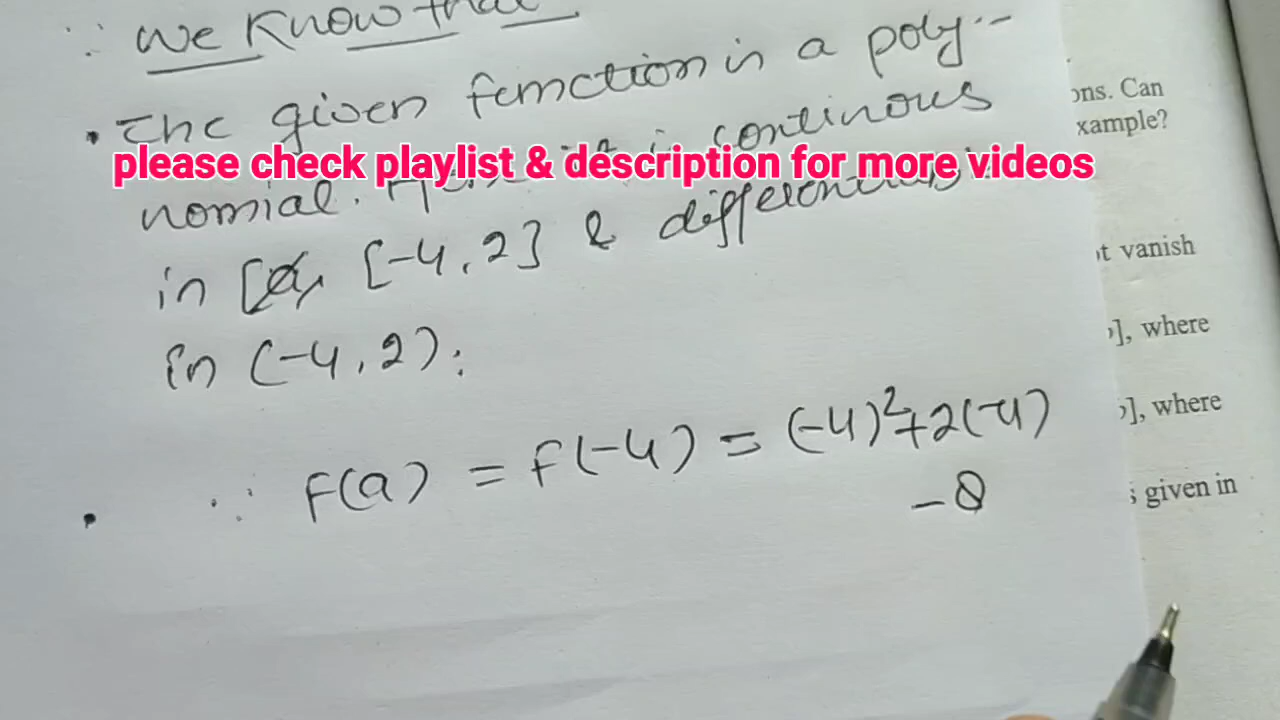 ∵ We Know that
• The given function is a poly-
nomial. Hence it is continous
please check playlist & description for more videos
in [a, [-4, 2] & differentiab
in (-4, 2).
• ∵ f(a) = f(-4) = (-4)²+2(-4)
-8
ons. Can
xample?
t vanish
], where
], where
given in